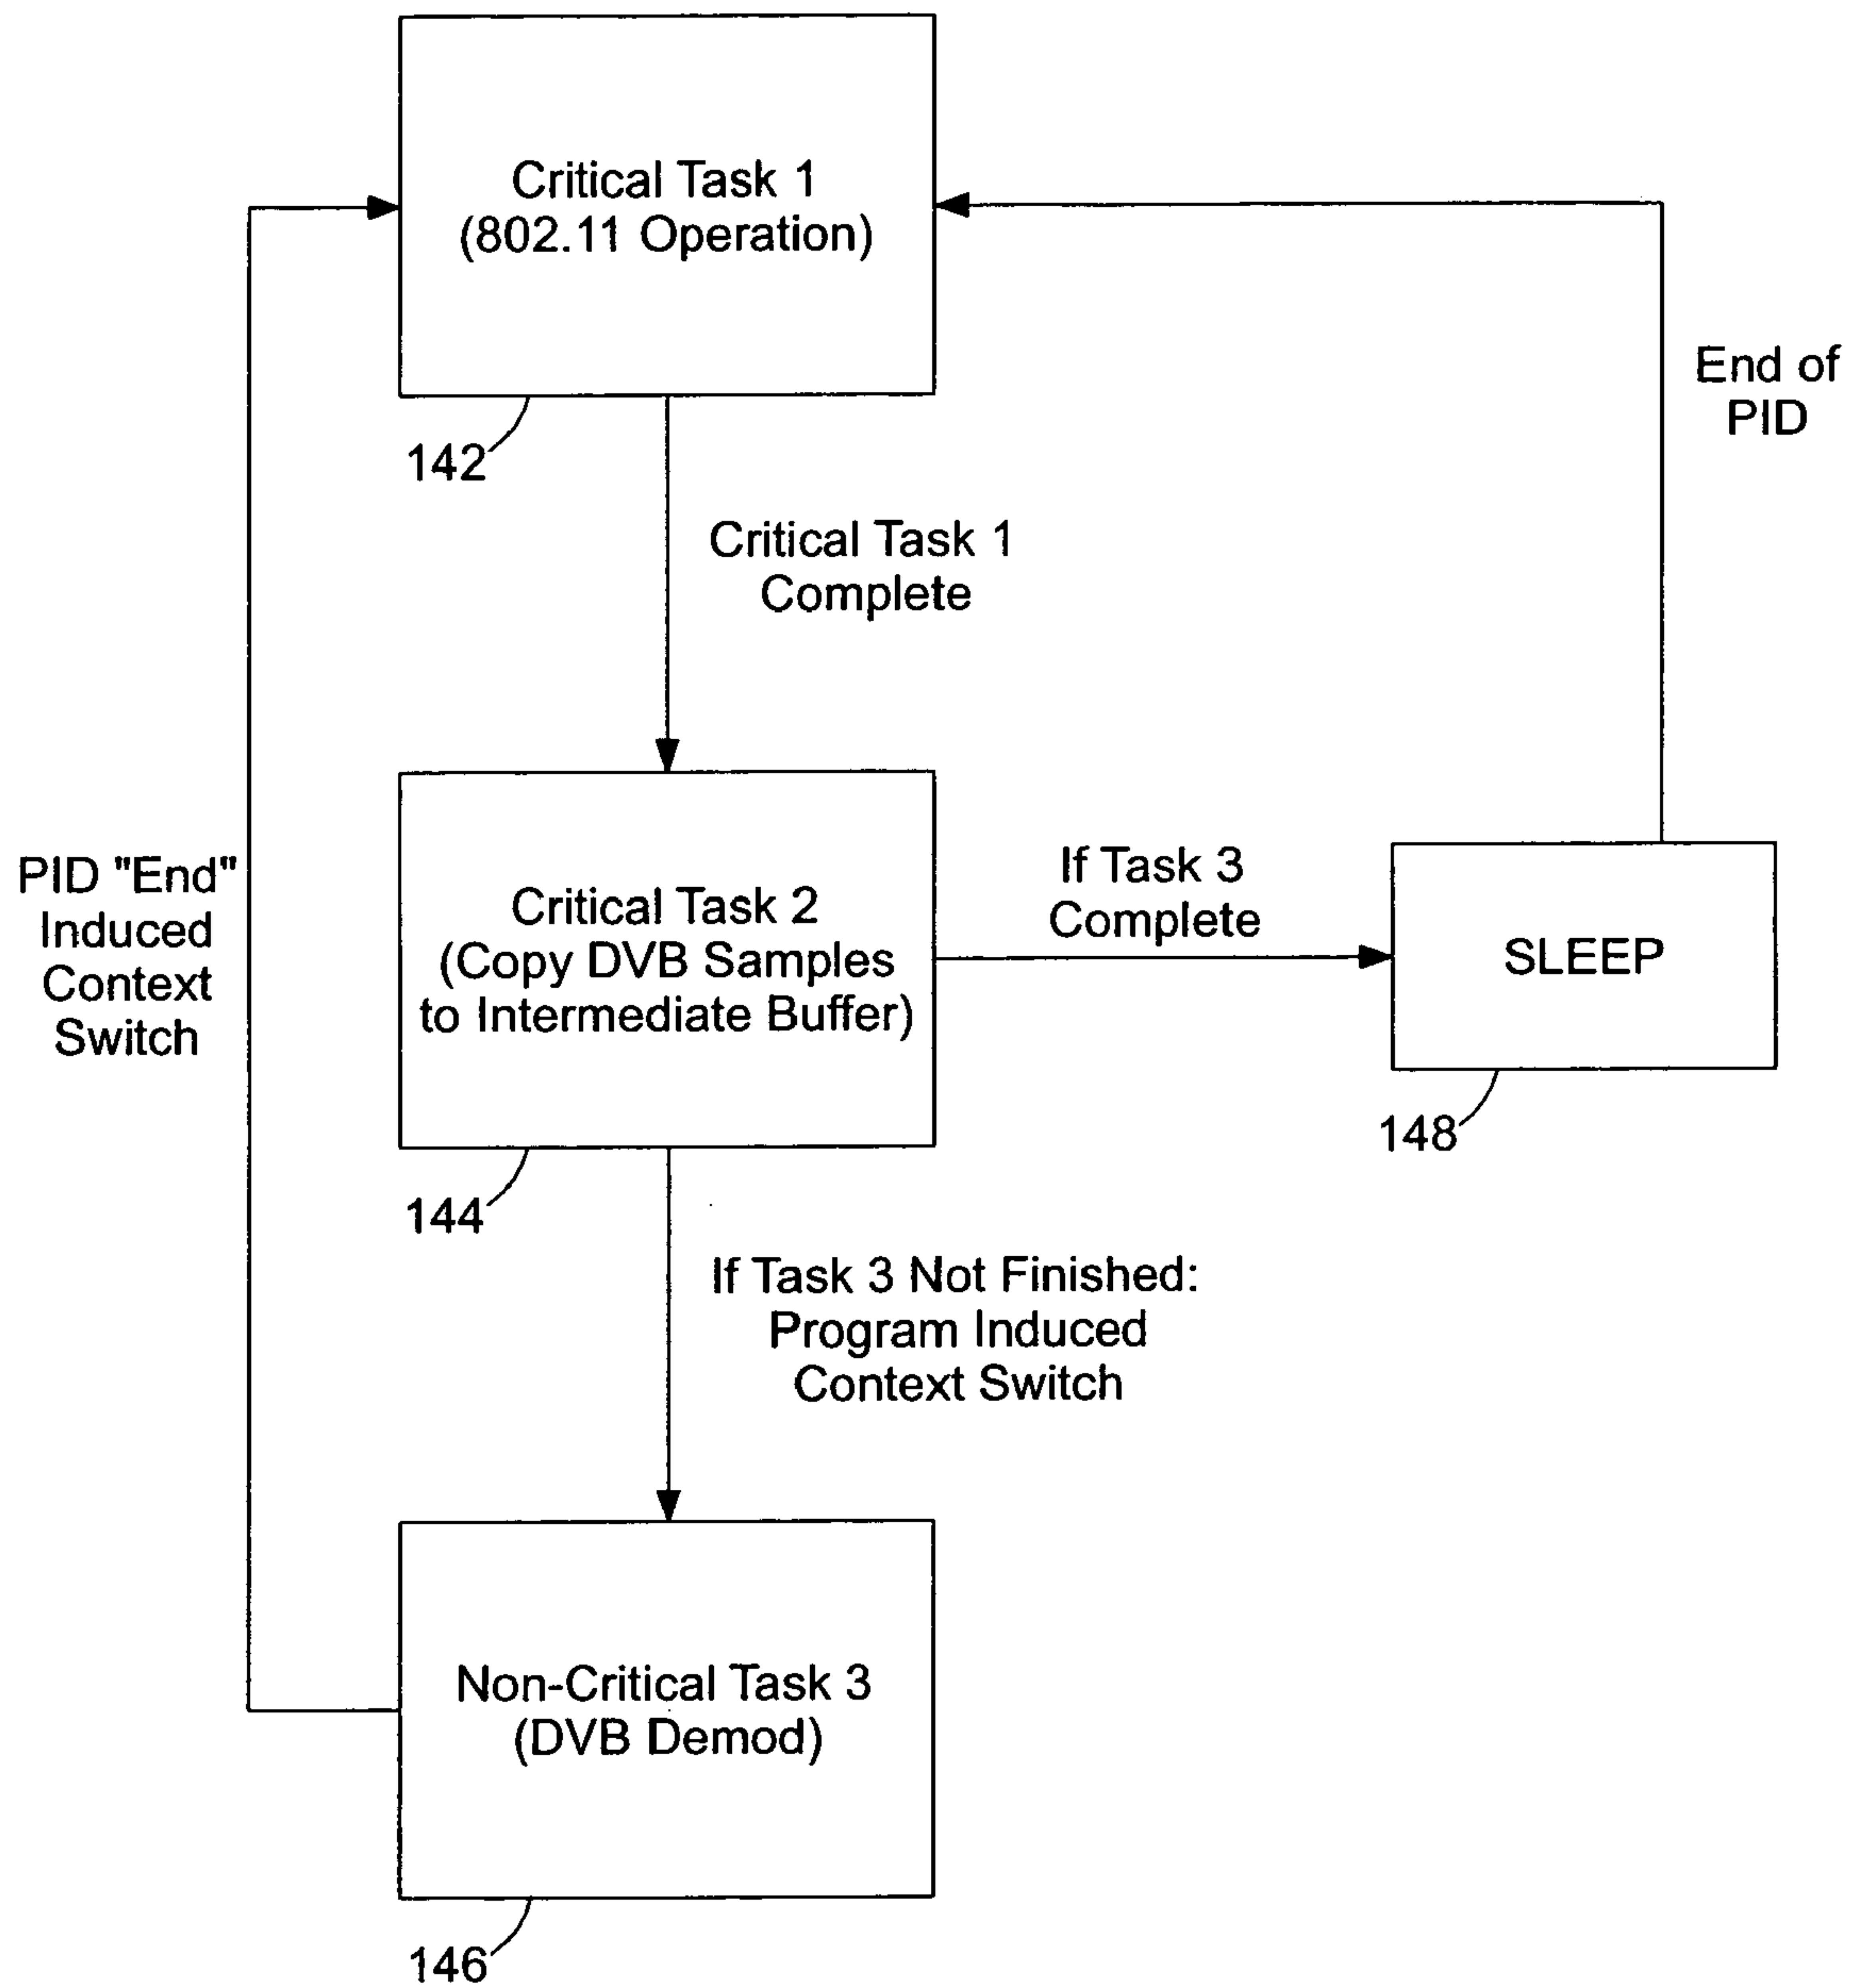 Critical Task 1
(802.11 Operation)
142
End of
PID
Critical Task 1
Complete
PID "End"
Induced
Context
Switch
Critical Task 2
(Copy DVB Samples
to Intermediate Buffer)
144
If Task 3
Complete
SLEEP
148
If Task 3 Not Finished:
Program Induced
Context Switch
Non-Critical Task 3
(DVB Demod)
146